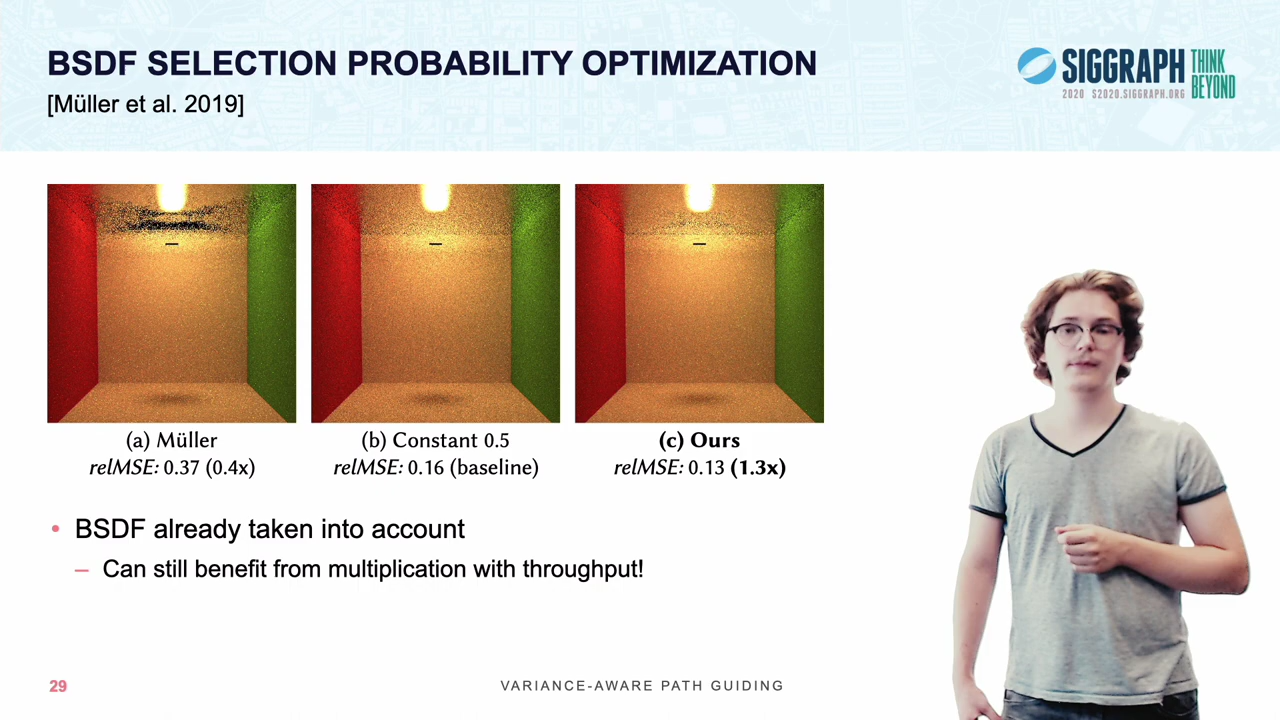 BSDF SELECTION PROBABILITY OPTIMIZATION
[Müller et al. 2019]
SIGGRAPH THINK BEYOND
2020 S2020.SIGGRAPH.ORG
(a) Müller
relMSE: 0.37 (0.4x)
(b) Constant 0.5
relMSE: 0.16 (baseline)
(c) Ours
relMSE: 0.13 (1.3x)
• BSDF already taken into account
– Can still benefit from multiplication with throughput!
29
VARIANCE-AWARE PATH GUIDING